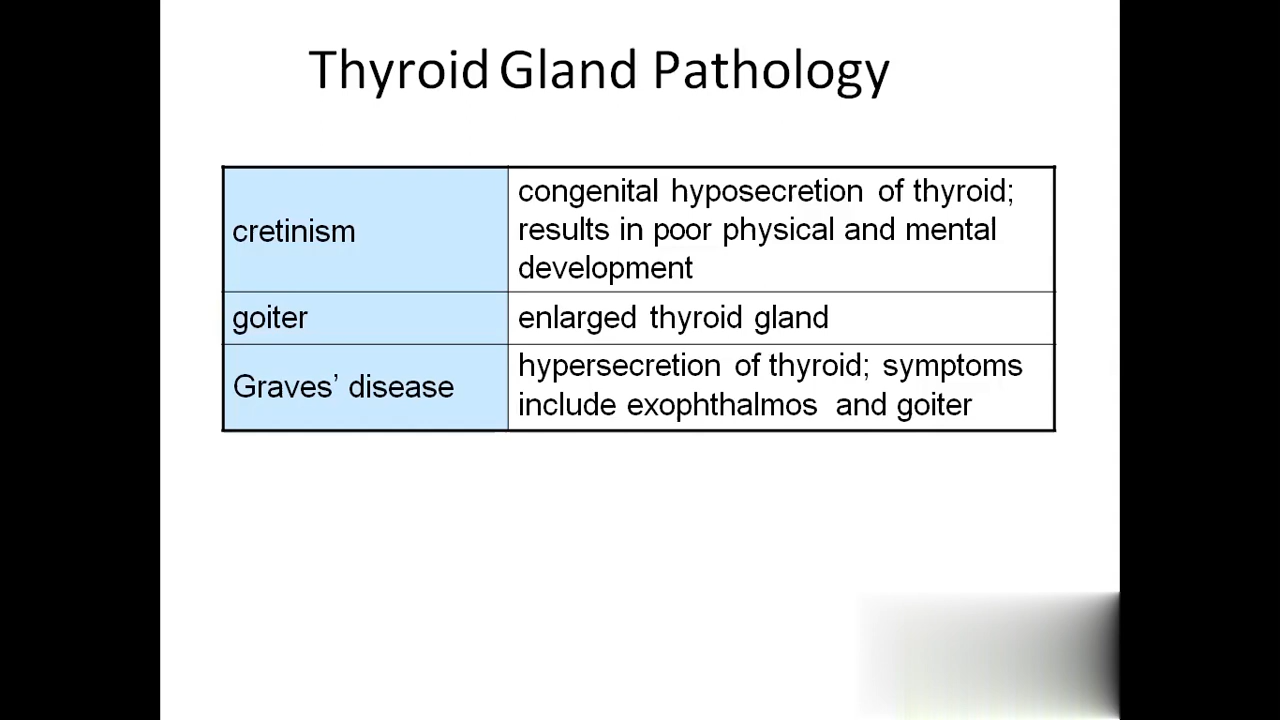 Thyroid Gland Pathology
cretinism
congenital hyposecretion of thyroid;
results in poor physical and mental
development
goiter
enlarged thyroid gland
Graves’ disease
hypersecretion of thyroid; symptoms
include exophthalmos and goiter